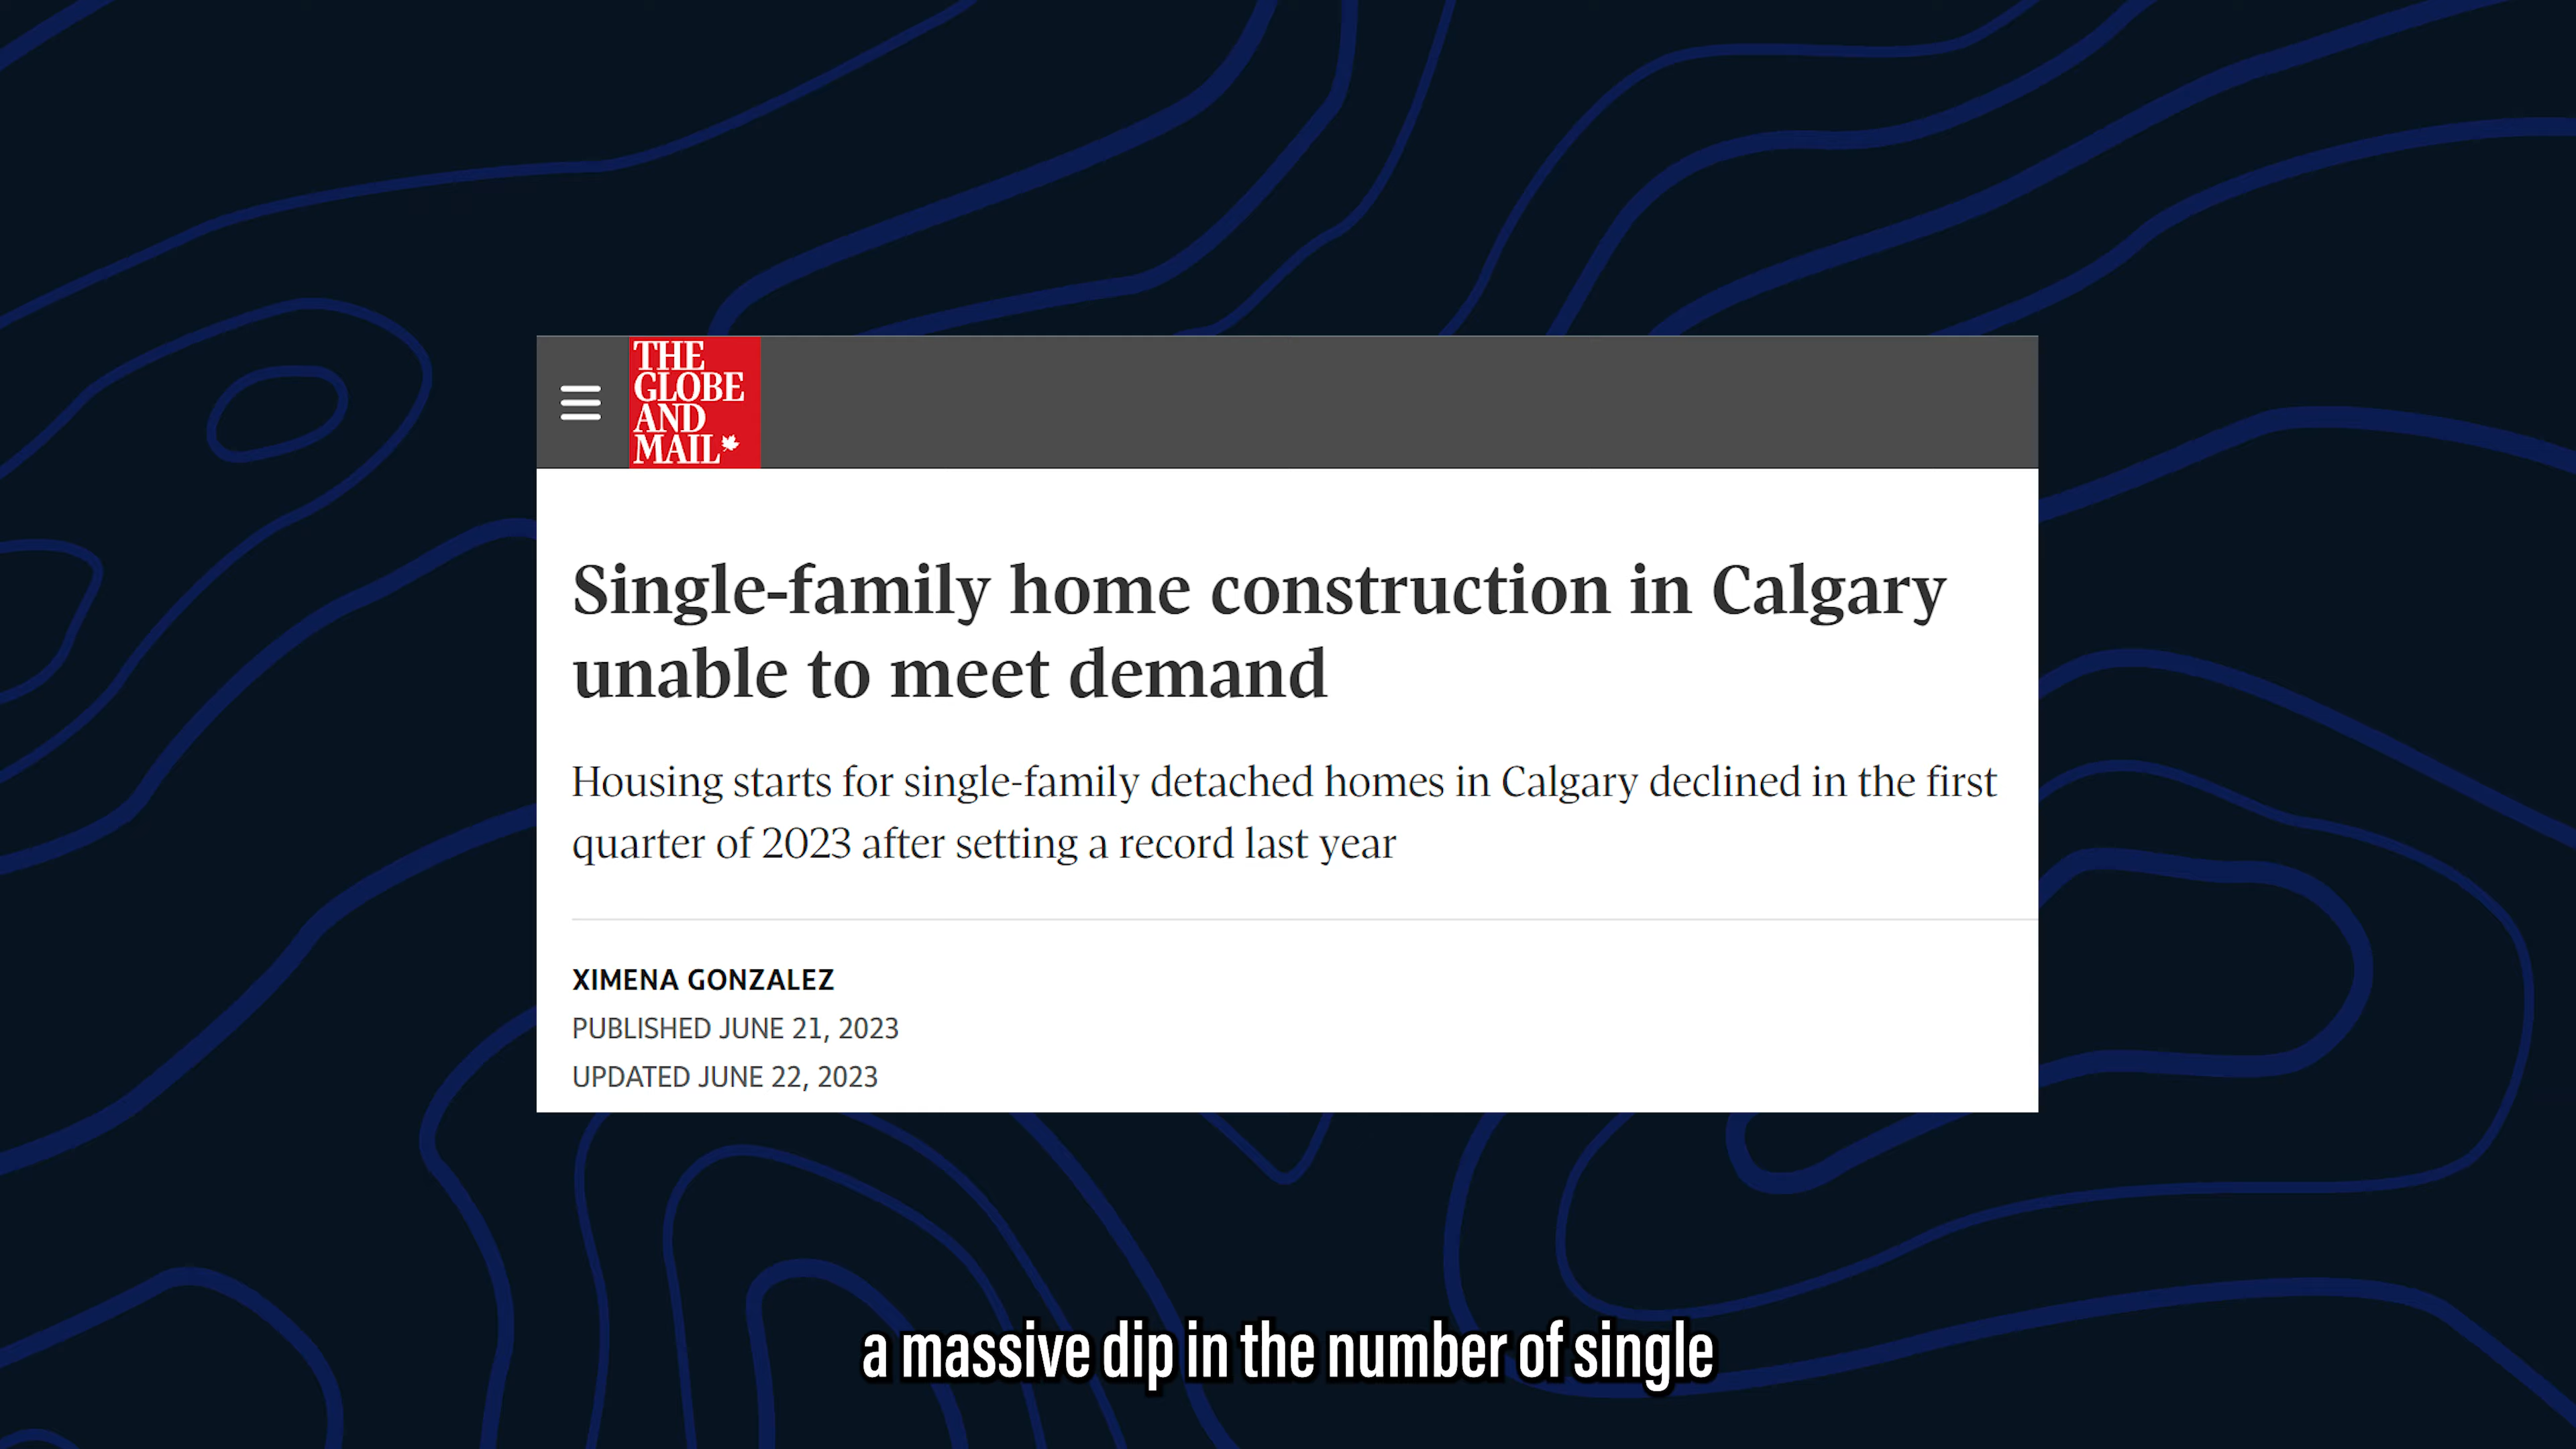 THE
GLOBE
AND
MAIL
Single-family home construction in Calgary
unable to meet demand
Housing starts for single-family detached homes in Calgary declined in the first
quarter of 2023 after setting a record last year
XIMENA GONZALEZ
PUBLISHED JUNE 21, 2023
UPDATED JUNE 22, 2023
a massive dip in the number of single